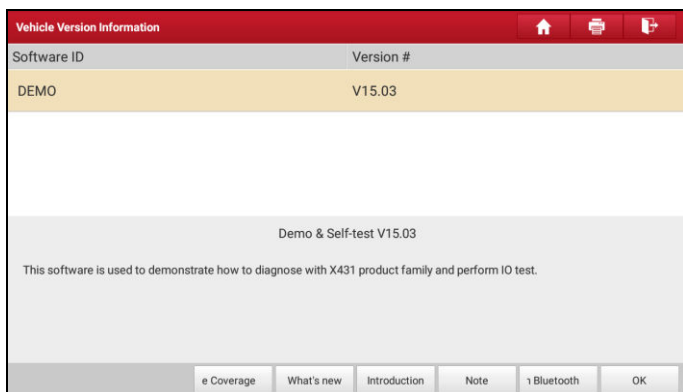 Vehicle Version Information
Software ID Version #
DEMO V15.03
Demo & Self-test V15.03
This software is used to demonstrate how to diagnose with X431 product family and perform IO test.
e Coverage What's new Introduction Note ו Bluetooth OK